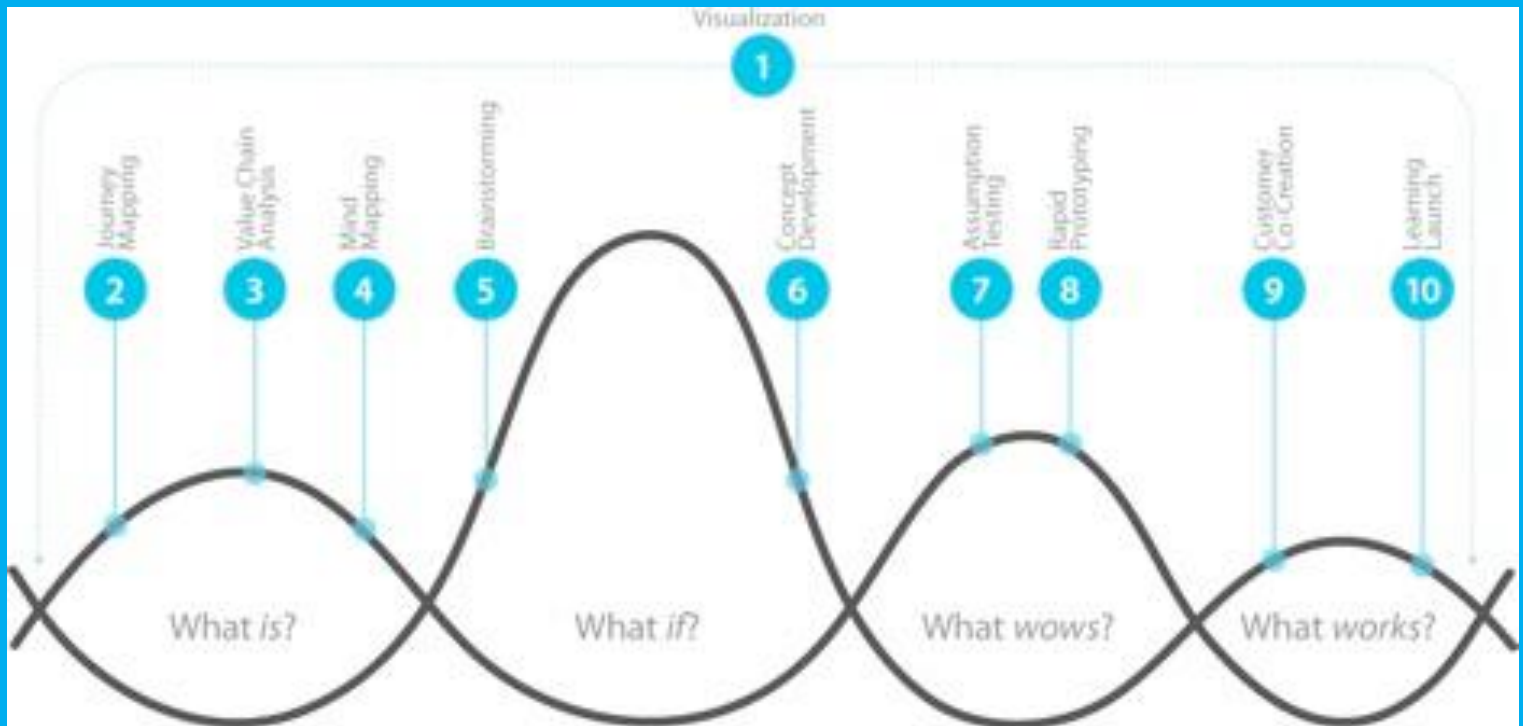 Visualization
1
Journey
Mapping
2
Value Chain
Analysis
3
Mind
Mapping
4
Brainstorming
5
Concept
Development
6
Assumption
Testing
7
Rapid
Prototyping
8
Customer
Co-Creation
9
Learning
Launch
10
What is?
What if?
What wows?
What works?